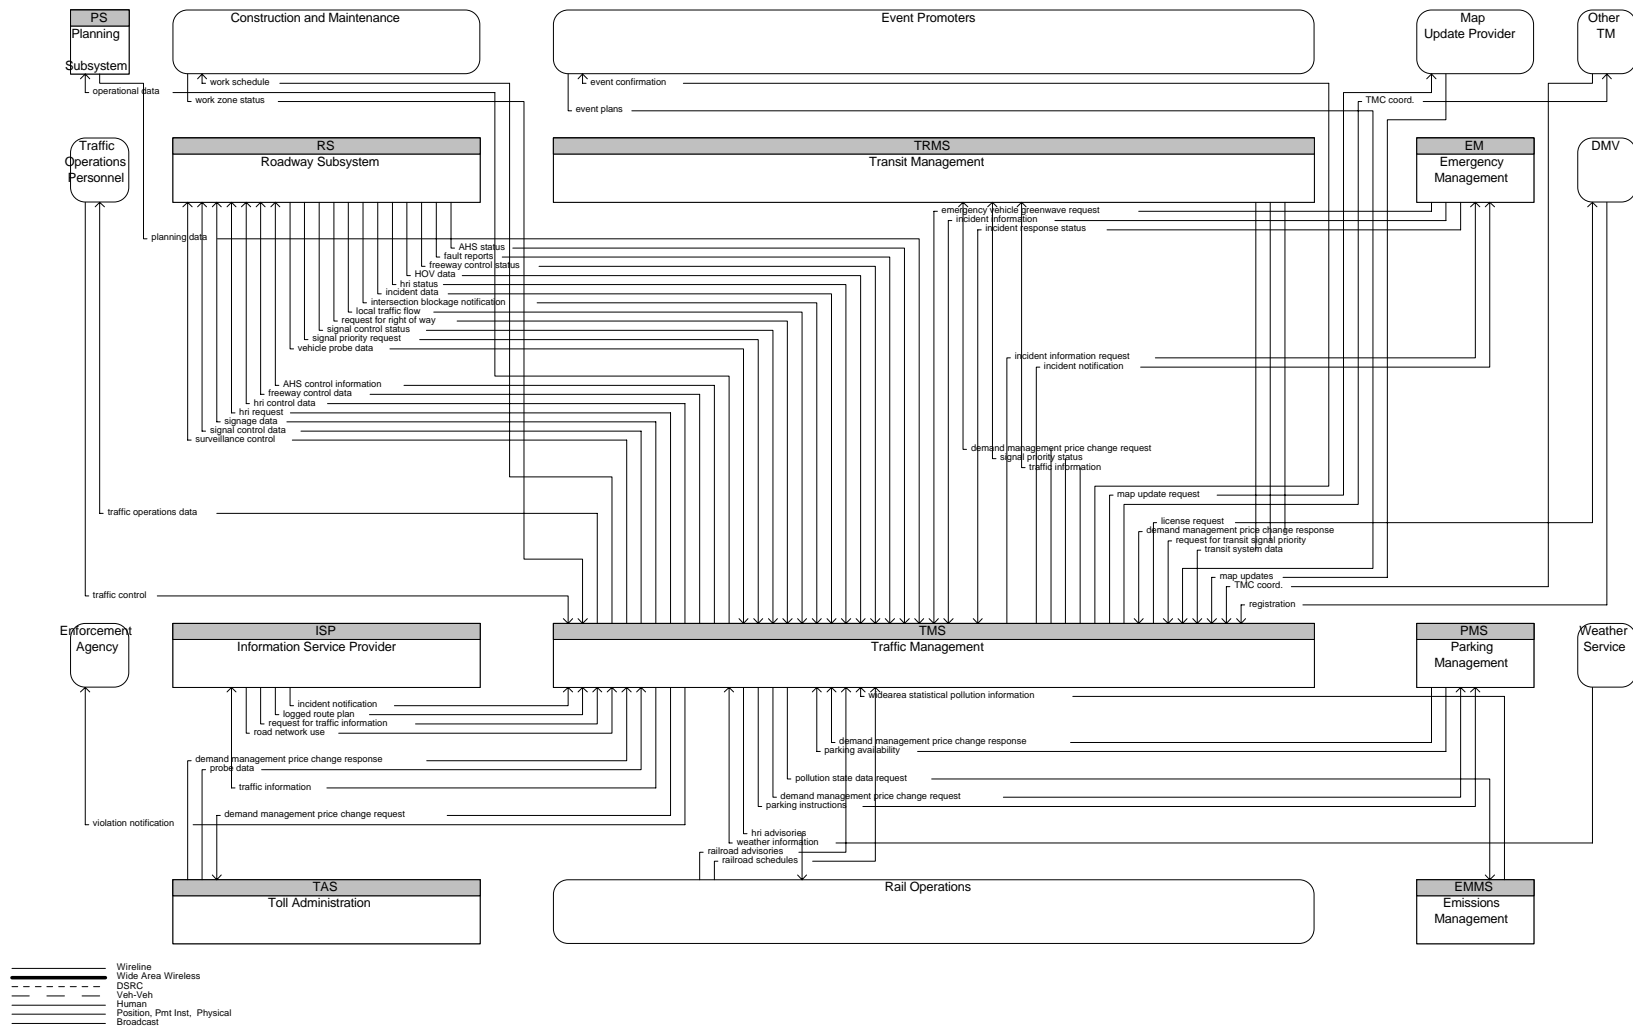 PS
Planning
Subsystem
Construction and Maintenance
Event Promoters
Map
Update Provider
Other
TM
work schedule
event confirmation
operational data
work zone status
TMC coord.
event plans
Traffic
Operations
Personnel
RS
Roadway Subsystem
TRMS
Transit Management
EM
Emergency
Management
DMV
emergency vehicle greenwave request
incident information
incident response status
planning data
AHS status
fault reports
freeway control status
HOV data
hri status
incident data
intersection blockage notification
local traffic flow
request for right of way
signal control status
signal priority request
vehicle probe data
incident information request
incident notification
AHS control information
freeway control data
hri control data
hri request
signage data
signal control data
surveillance control
demand management price change request
signal priority status
traffic information
map update request
traffic operations data
license request
demand management price change response
request for transit signal priority
transit system data
map updates
TMC coord.
traffic control
registration
Enforcement
Agency
ISP
Information Service Provider
TMS
Traffic Management
PMS
Parking
Management
Weather
Service
widearea statistical pollution information
incident notification
logged route plan
request for traffic information
road network use
demand management price change response
parking availability
demand management price change response
probe data
pollution state data request
traffic information
demand management price change request
parking instructions
demand management price change request
violation notification
hri advisories
weather information
railroad advisories
railroad schedules
TAS
Toll Administration
Rail Operations
EMMS
Emissions
Management
Wireline
Wide Area Wireless
DSRC
Veh-Veh
Human
Position, Pmt Inst, Physical
Broadcast